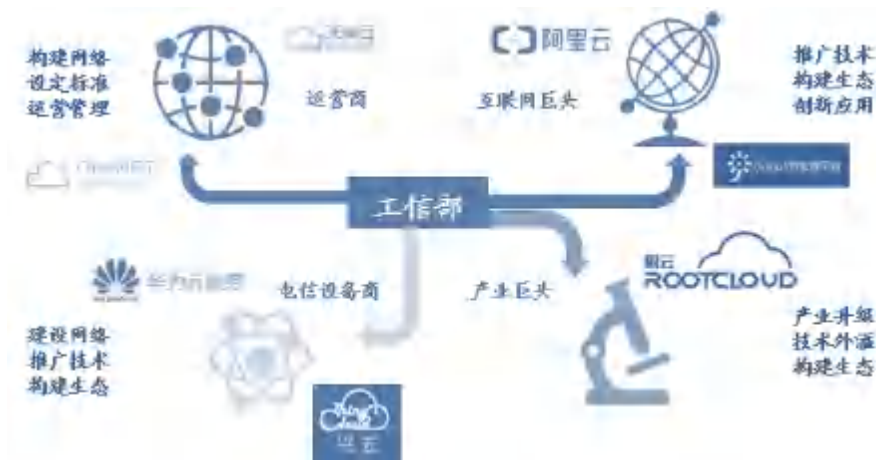 构建网络
设定标准
运营管理
运营商
阿里云
互联网巨头
推广技术
构建生态
创新应用
工信部
电信设备商
产业巨头
ROOTCLOUD
建设网络
推广技术
构建生态
产业升级
技术外溢
构建生态